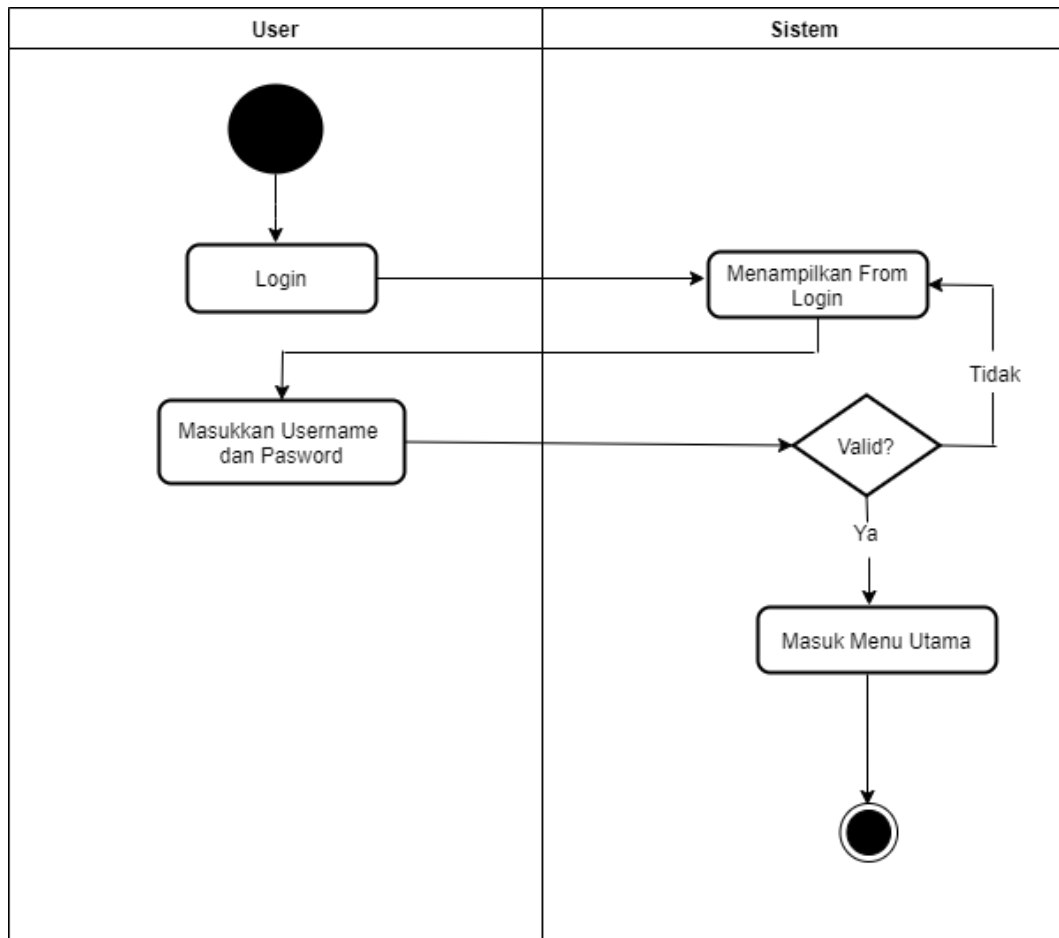 User
Sistem
Login
Menampilkan From
Login
Tidak
Masukkan Username
dan Pasword
Valid?
Ya
Masuk Menu Utama